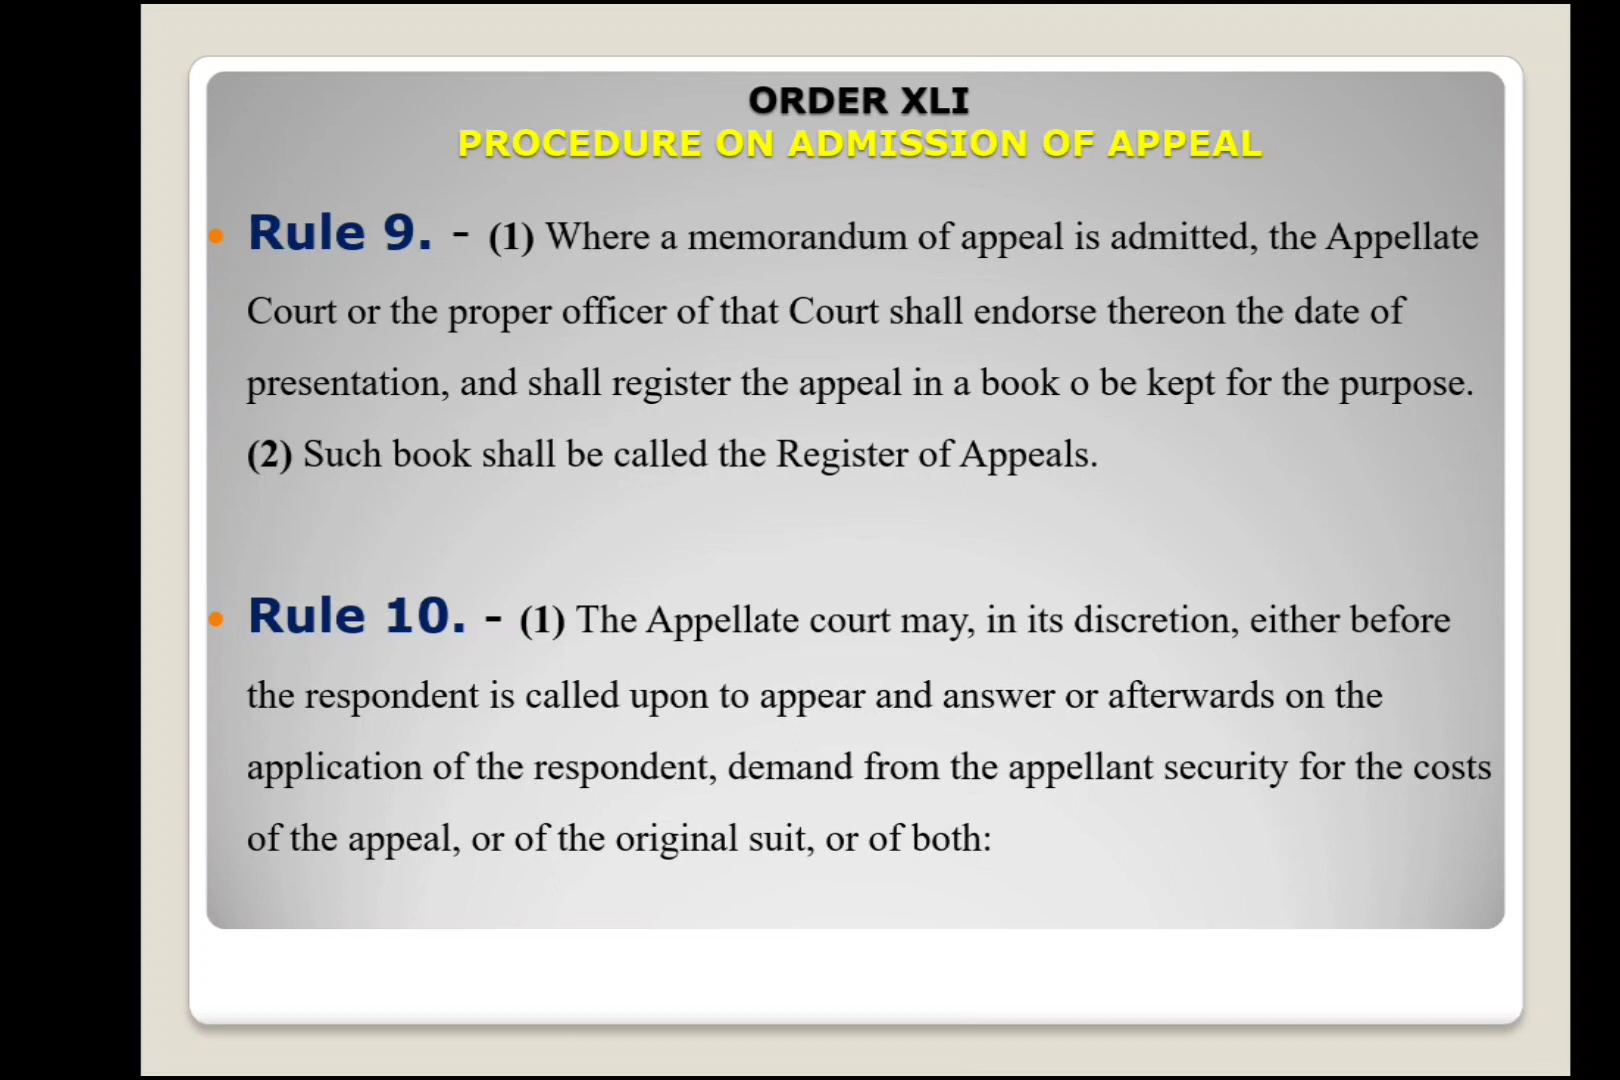 ORDER XLI
PROCEDURE ON ADMISSION OF APPEAL
• Rule 9. - (1) Where a memorandum of appeal is admitted, the Appellate
Court or the proper officer of that Court shall endorse thereon the date of
presentation, and shall register the appeal in a book o be kept for the purpose.
(2) Such book shall be called the Register of Appeals.
• Rule 10. - (1) The Appellate court may, in its discretion, either before
the respondent is called upon to appear and answer or afterwards on the
application of the respondent, demand from the appellant security for the costs
of the appeal, or of the original suit, or of both: